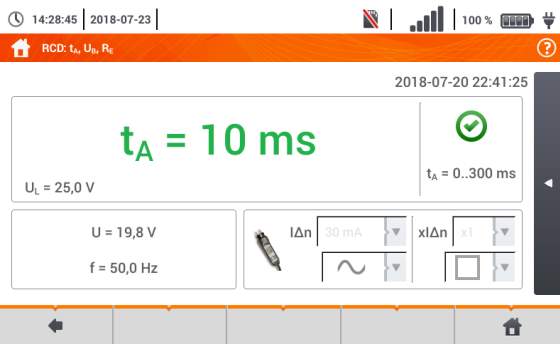 14:28:45 2018-07-23 100 %
RCD: tA, UB, RE ?
2018-07-20 22:41:25
tA = 10 ms
tA = 0..300 ms
UL = 25,0 V
U = 19,8 V
IΔn 30 mA xIΔn x1
f = 50,0 Hz